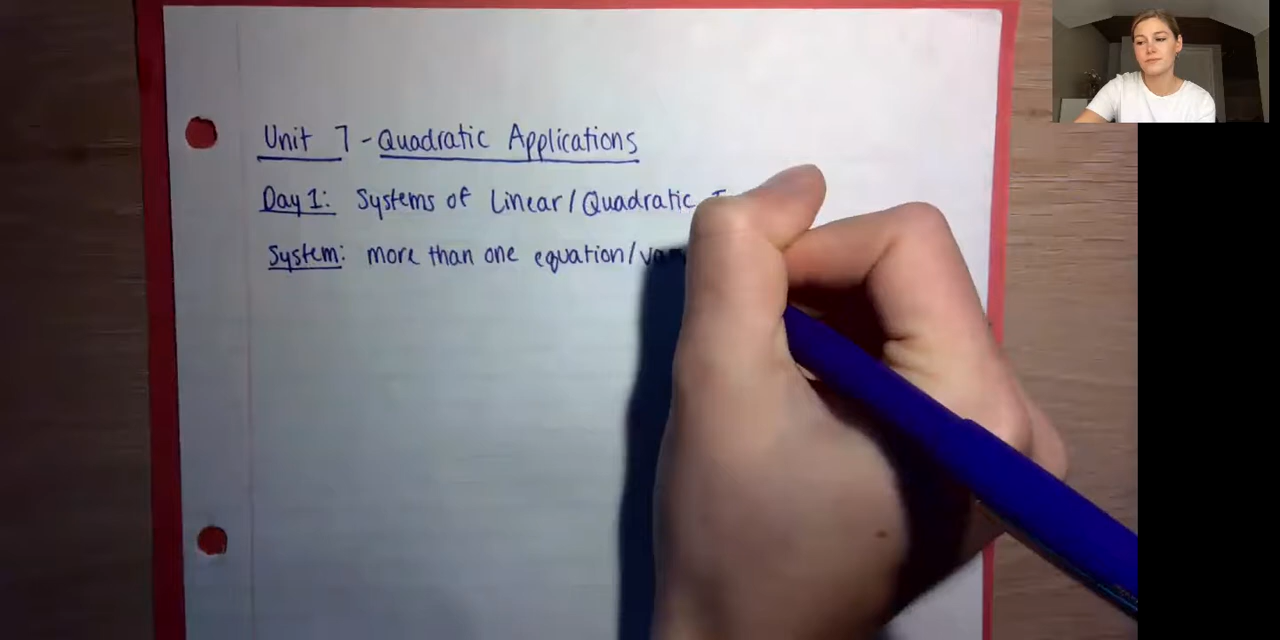 Unit 7 - Quadratic Applications
Day 1: Systems of Linear/Quadratic
System: more than one equation/